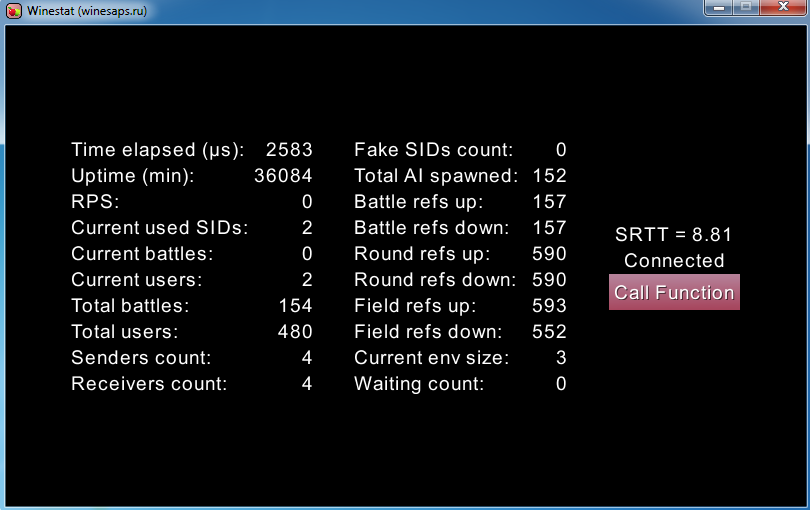 Winestat (winesaps.ru)
Time elapsed (µs): 2583
Uptime (min): 36084
RPS: 0
Current used SIDs: 2
Current battles: 0
Current users: 2
Total battles: 154
Total users: 480
Senders count: 4
Receivers count: 4
Fake SIDs count: 0
Total AI spawned: 152
Battle refs up: 157
Battle refs down: 157
Round refs up: 590
Round refs down: 590
Field refs up: 593
Field refs down: 552
Current env size: 3
Waiting count: 0
SRTT = 8.81
Connected
Call Function